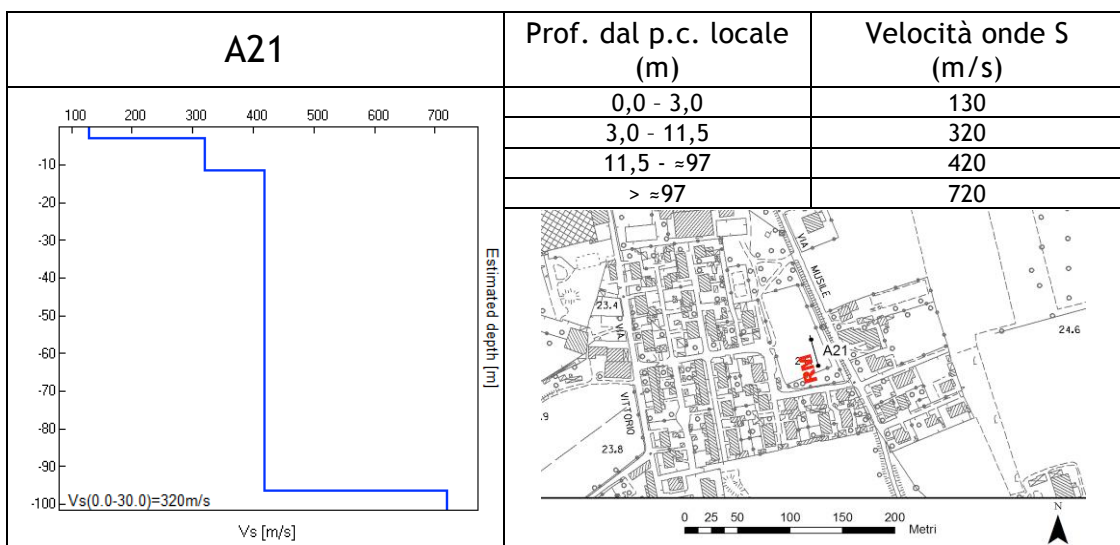 A21
Prof. dal p.c. locale
(m)
Velocità onde S
(m/s)
0,0 – 3,0
130
3,0 – 11,5
320
11,5 - ≈97
420
> ≈97
720
100 200 300 400 500 600 700
-10
-20
-30
-40
-50
-60
-70
-80
-90
-100
Estimated depth [m]
Vs(0.0-30.0)=320m/s
Vs [m/s]
VIA
MUSILE
23.4
VIA
VITTORIO
A21
RM
24.6
.9
23.8
0 25 50 100 150 200
Metri
N